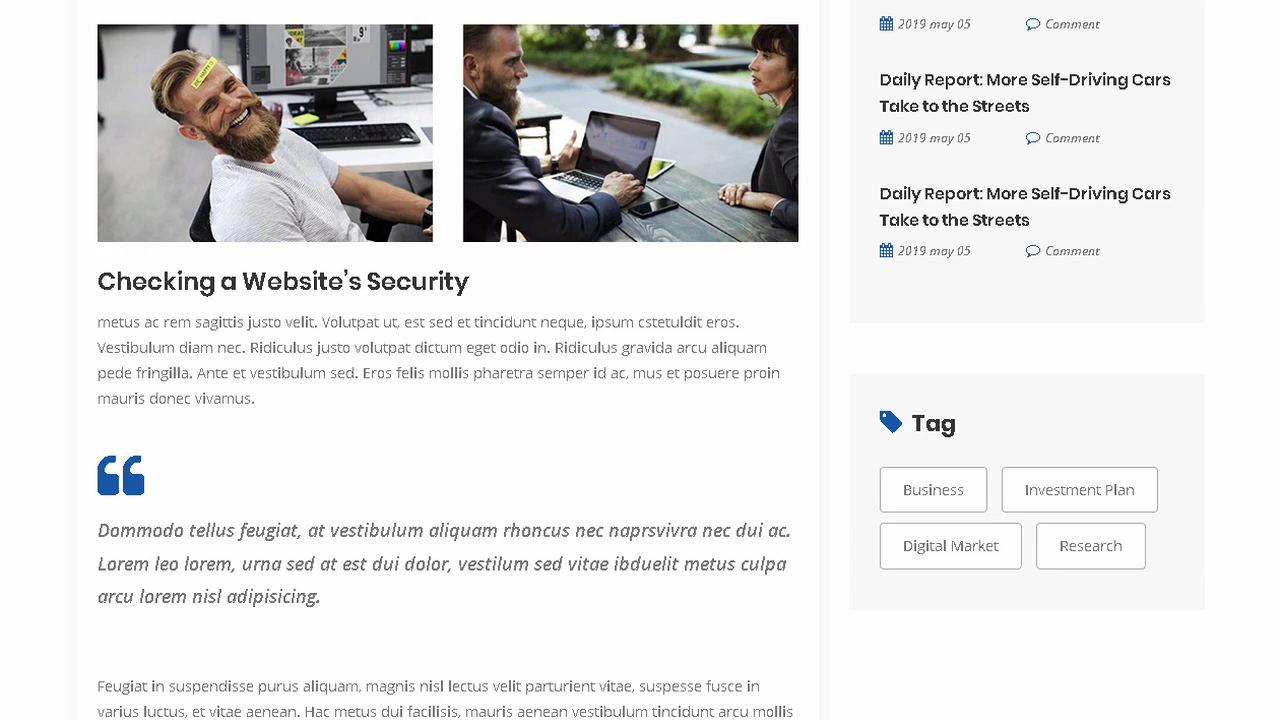 Checking a Website's Security
metus ac rem sagittis justo velit. Volutpat ut, est sed et tincidunt neque, ipsum cstetuldit eros.
Vestibulum diam nec. Ridiculus justo volutpat dictum eget odio in. Ridiculus gravida arcu aliquam
pede fringilla. Ante et vestibulum sed. Eros felis mollis pharetra semper id ac, mus et posuere proin
mauris donec vivamus.
Dommodo tellus feugiat, at vestibulum aliquam rhoncus nec naprsvivra nec dui ac.
Lorem leo lorem, urna sed at est dui dolor, vestilum sed vitae ibduelit metus culpa
arcu lorem nisl adipisicing.
Feugiat in suspendisse purus aliquam, magnis nisl lectus velit parturient vitae, suspesse fusce in
varius luctus, et vitae aenean. Hac metus dui facilisis, mauris aenean vestibulum tincidunt arcu mollis
2019 may 05 Comment
Daily Report: More Self-Driving Cars
Take to the Streets
2019 may 05 Comment
Daily Report: More Self-Driving Cars
Take to the Streets
2019 may 05 Comment
Tag
Business Investment Plan
Digital Market Research